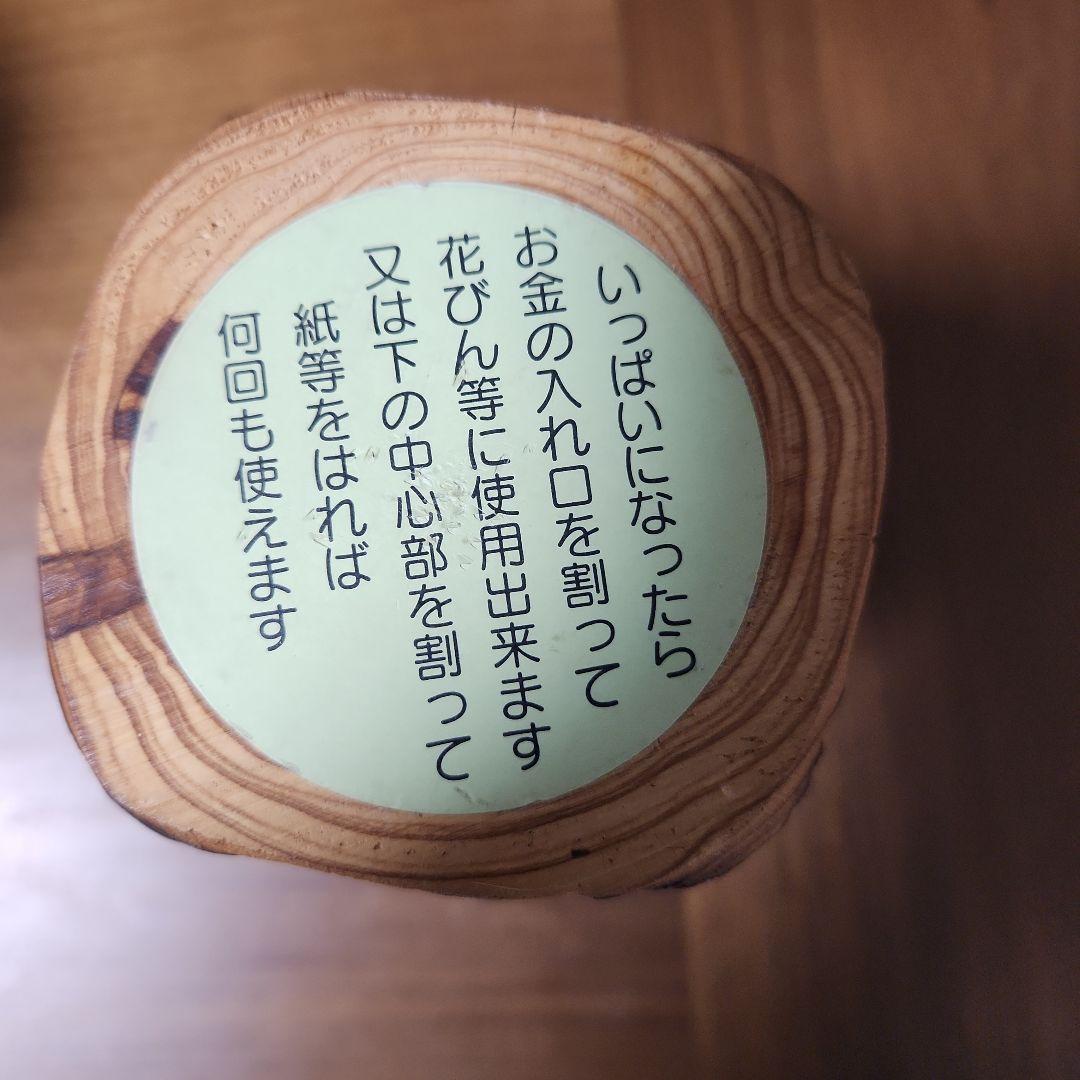 いっぱいになったら
お金の入れ口を割って
花びん等に使用出来ます
又は下の中心部を割って
紙等をはれば
何回も使えます